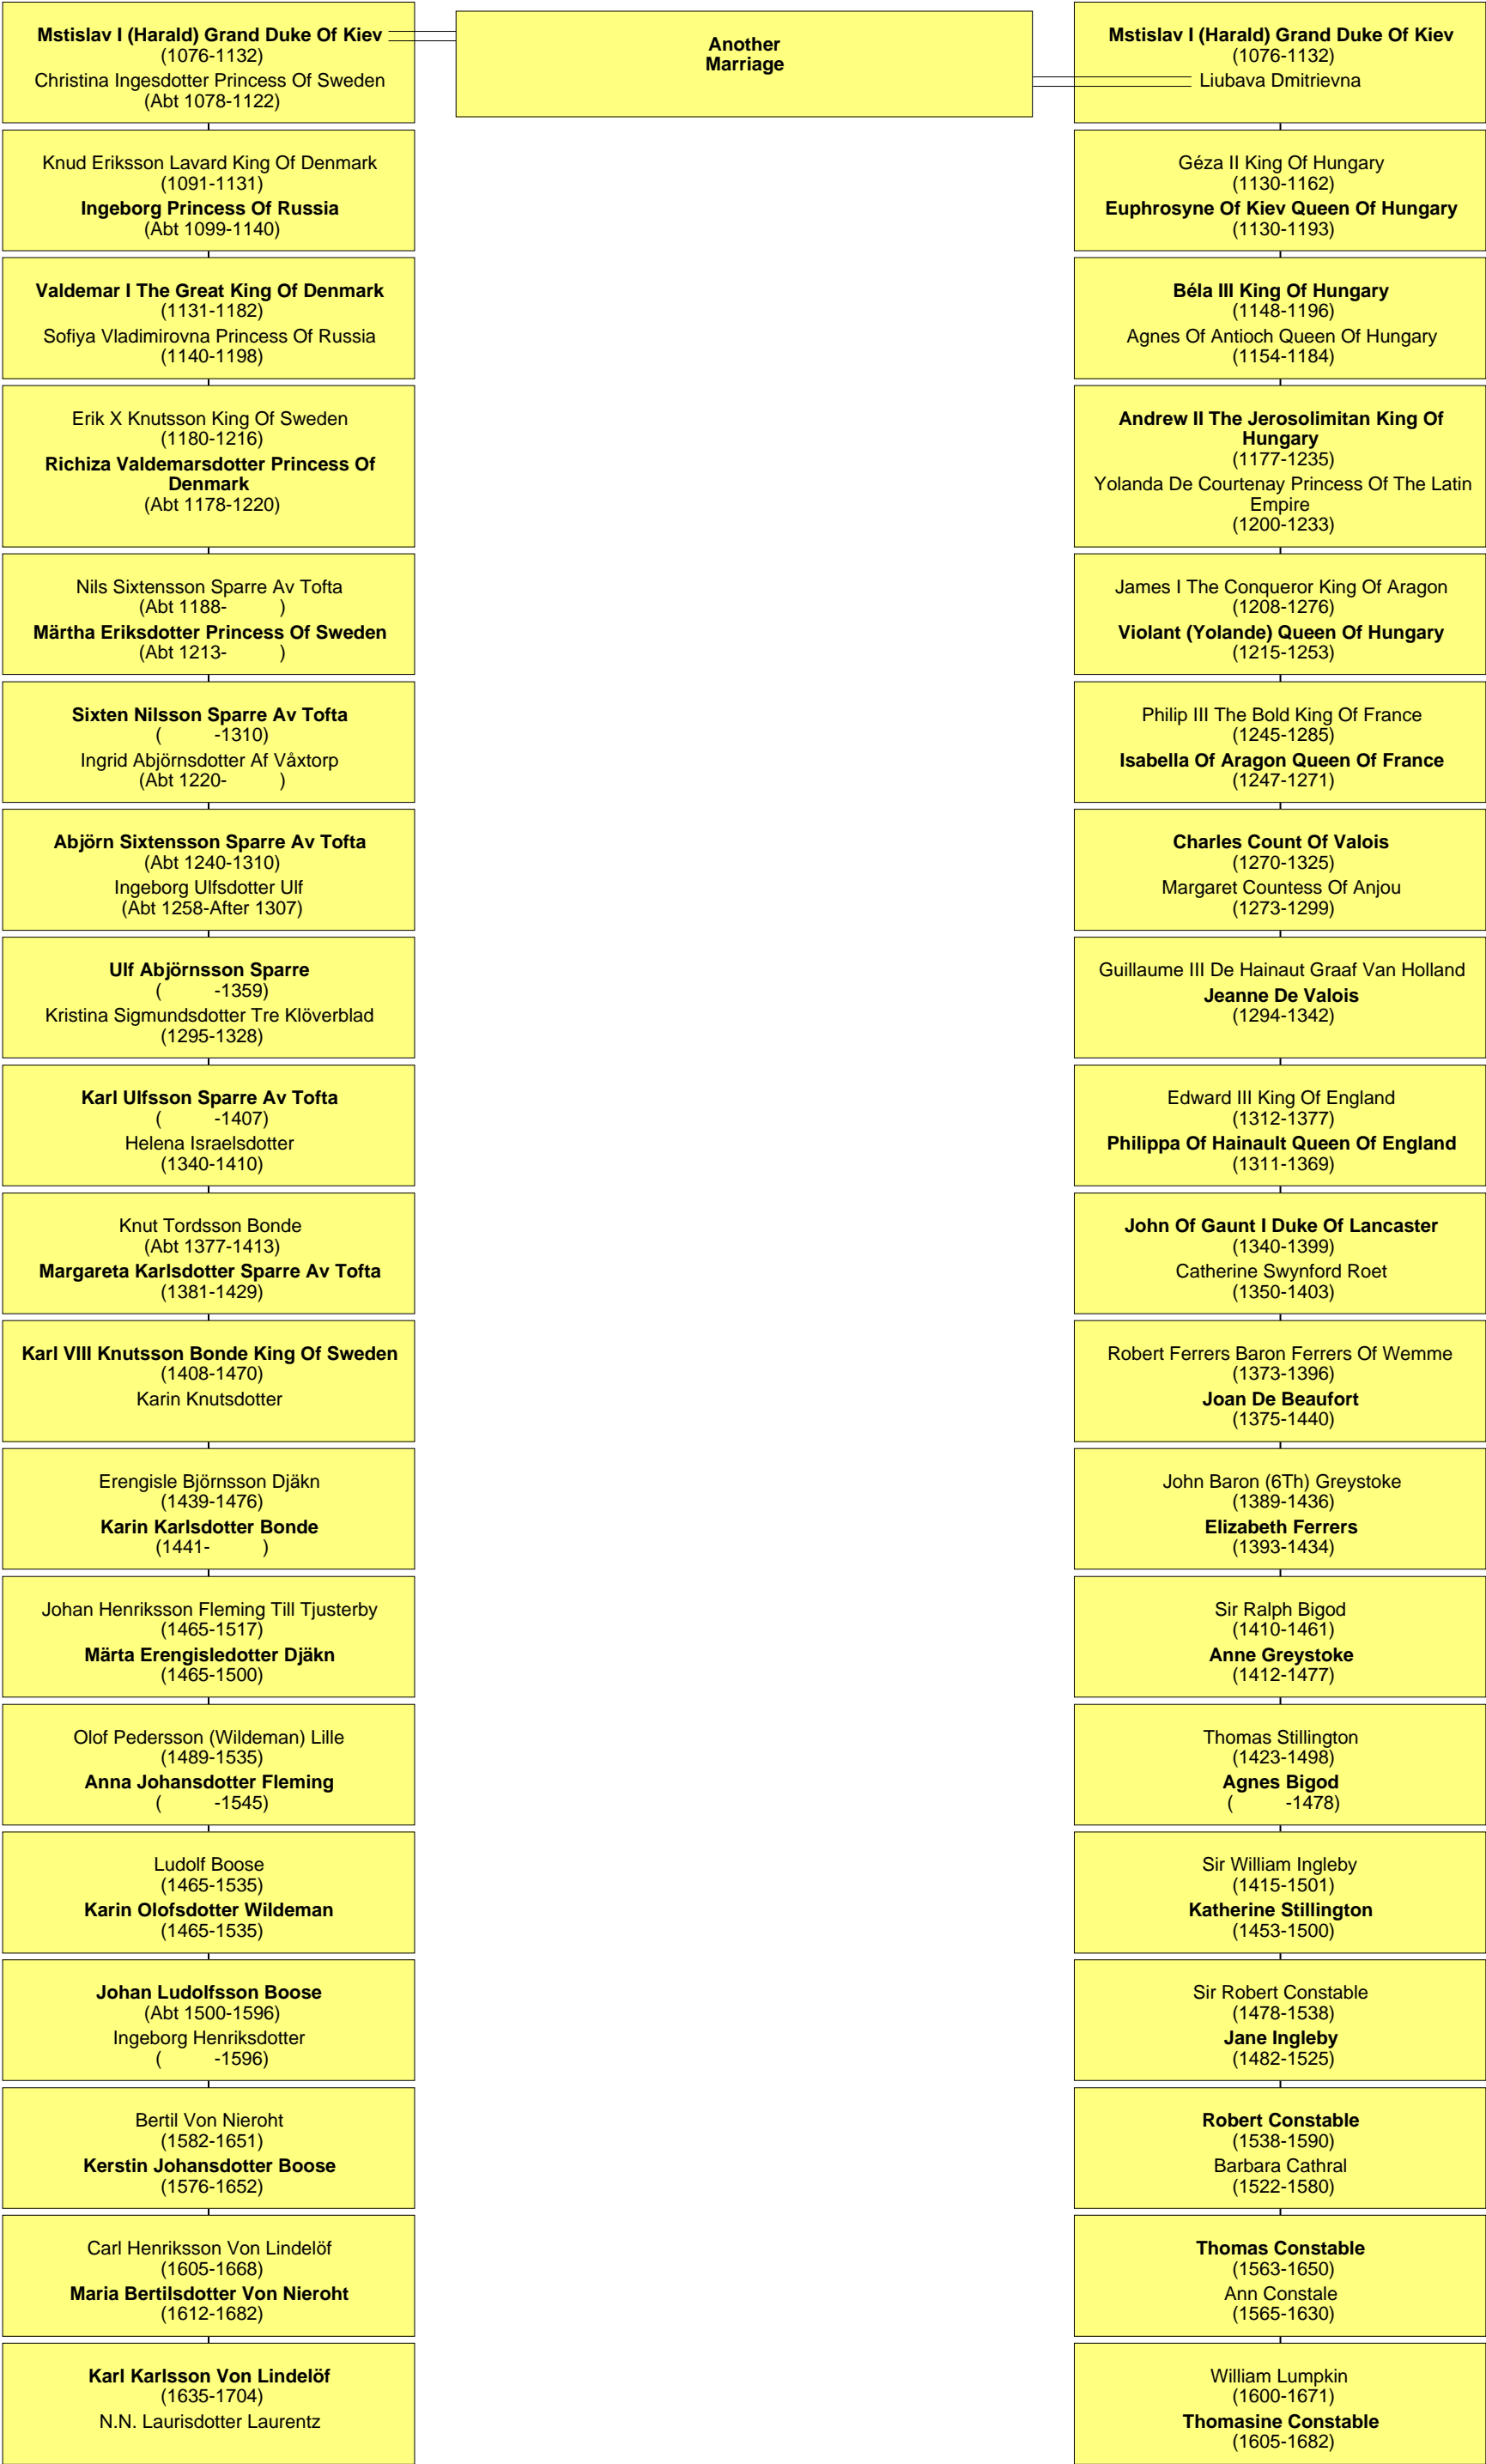 Mstislav I (Harald) Grand Duke Of Kiev
(1076-1132)
Christina Ingesdotter Princess Of Sweden
(Abt 1078-1122)
Another
Marriage
Mstislav I (Harald) Grand Duke Of Kiev
(1076-1132)
Liubava Dmitrievna
Knud Eriksson Lavard King Of Denmark
(1091-1131)
Ingeborg Princess Of Russia
(Abt 1099-1140)
Géza II King Of Hungary
(1130-1162)
Euphrosyne Of Kiev Queen Of Hungary
(1130-1193)
Valdemar I The Great King Of Denmark
(1131-1182)
Sofiya Vladimirovna Princess Of Russia
(1140-1198)
Béla III King Of Hungary
(1148-1196)
Agnes Of Antioch Queen Of Hungary
(1154-1184)
Erik X Knutsson King Of Sweden
(1180-1216)
Richiza Valdemarsdotter Princess Of
Denmark
(Abt 1178-1220)
Andrew II The Jerosolimitan King Of
Hungary
(1177-1235)
Yolanda De Courtenay Princess Of The Latin
Empire
(1200-1233)
Nils Sixtensson Sparre Av Tofta
(Abt 1188- )
Märtha Eriksdotter Princess Of Sweden
(Abt 1213- )
James I The Conqueror King Of Aragon
(1208-1276)
Violant (Yolande) Queen Of Hungary
(1215-1253)
Sixten Nilsson Sparre Av Tofta
( -1310)
Ingrid Abjörnsdotter Af Våxtorp
(Abt 1220- )
Philip III The Bold King Of France
(1245-1285)
Isabella Of Aragon Queen Of France
(1247-1271)
Abjörn Sixtensson Sparre Av Tofta
(Abt 1240-1310)
Ingeborg Ulfsdotter Ulf
(Abt 1258-After 1307)
Charles Count Of Valois
(1270-1325)
Margaret Countess Of Anjou
(1273-1299)
Ulf Abjörnsson Sparre
( -1359)
Kristina Sigmundsdotter Tre Klöverblad
(1295-1328)
Guillaume III De Hainaut Graaf Van Holland
Jeanne De Valois
(1294-1342)
Karl Ulfsson Sparre Av Tofta
( -1407)
Helena Israelsdotter
(1340-1410)
Edward III King Of England
(1312-1377)
Philippa Of Hainault Queen Of England
(1311-1369)
Knut Tordsson Bonde
(Abt 1377-1413)
Margareta Karlsdotter Sparre Av Tofta
(1381-1429)
John Of Gaunt I Duke Of Lancaster
(1340-1399)
Catherine Swynford Roet
(1350-1403)
Karl VIII Knutsson Bonde King Of Sweden
(1408-1470)
Karin Knutsdotter
Robert Ferrers Baron Ferrers Of Wemme
(1373-1396)
Joan De Beaufort
(1375-1440)
Erengisle Björnsson Djäkn
(1439-1476)
Karin Karlsdotter Bonde
(1441- )
John Baron (6Th) Greystoke
(1389-1436)
Elizabeth Ferrers
(1393-1434)
Johan Henriksson Fleming Till Tjusterby
(1465-1517)
Märta Erengisledotter Djäkn
(1465-1500)
Sir Ralph Bigod
(1410-1461)
Anne Greystoke
(1412-1477)
Olof Pedersson (Wildeman) Lille
(1489-1535)
Anna Johansdotter Fleming
( -1545)
Thomas Stillington
(1423-1498)
Agnes Bigod
( -1478)
Ludolf Boose
(1465-1535)
Karin Olofsdotter Wildeman
(1465-1535)
Sir William Ingleby
(1415-1501)
Katherine Stillington
(1453-1500)
Johan Ludolfsson Boose
(Abt 1500-1596)
Ingeborg Henriksdotter
( -1596)
Sir Robert Constable
(1478-1538)
Jane Ingleby
(1482-1525)
Bertil Von Nieroht
(1582-1651)
Kerstin Johansdotter Boose
(1576-1652)
Robert Constable
(1538-1590)
Barbara Cathral
(1522-1580)
Carl Henriksson Von Lindelöf
(1605-1668)
Maria Bertilsdotter Von Nieroht
(1612-1682)
Thomas Constable
(1563-1650)
Ann Constale
(1565-1630)
Karl Karlsson Von Lindelöf
(1635-1704)
N.N. Laurisdotter Laurentz
William Lumpkin
(1600-1671)
Thomasine Constable
(1605-1682)